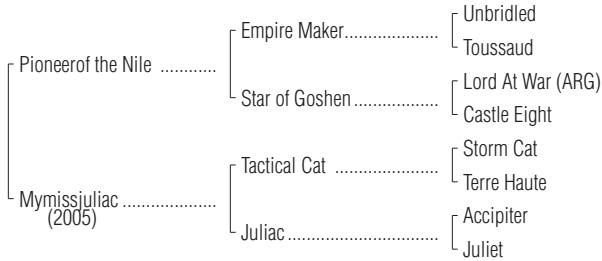 Unbridled
Empire Maker.....................
Toussaud
Pioneerof the Nile ............
Lord At War (ARG)
Star of Goshen...................
Castle Eight
Storm Cat
Tactical Cat .......................
Terre Haute
Mymissjuliac ....................
(2005)
Accipiter
Juliac..................................
Juliet